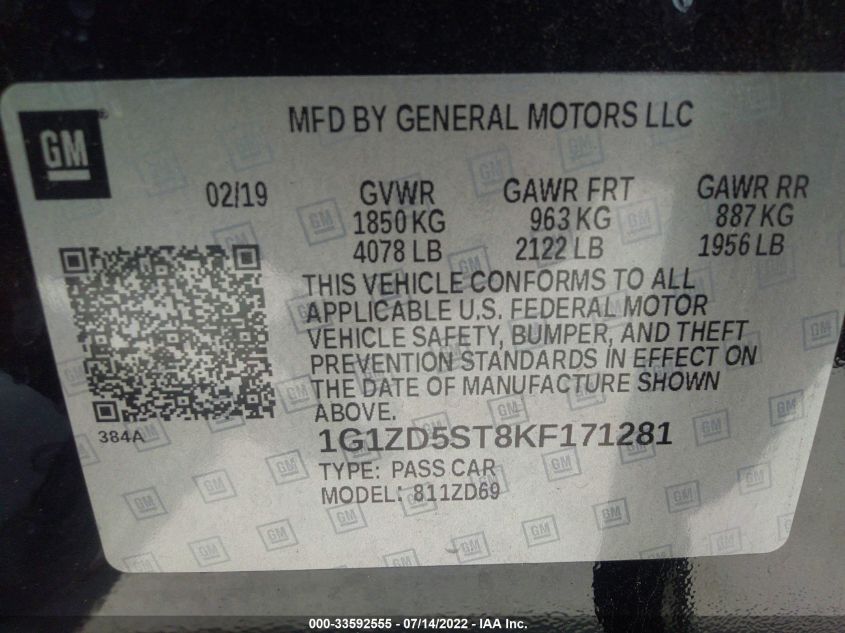 GM
MFD BY GENERAL MOTORS LLC
02/19 GVWR GAWR FRT GAWR RR
1850 KG 963 KG 887 KG
4078 LB 2122 LB 1956 LB
THIS VEHICLE CONFORMS TO ALL
APPLICABLE U.S. FEDERAL MOTOR
VEHICLE SAFETY, BUMPER, AND THEFT
PREVENTION STANDARDS IN EFFECT ON
THE DATE OF MANUFACTURE SHOWN
ABOVE.
384A
1G1ZD5ST8KF171281
TYPE: PASS CAR
MODEL: 811ZD69
000-33592555 - 07/14/2022 - IAA Inc.